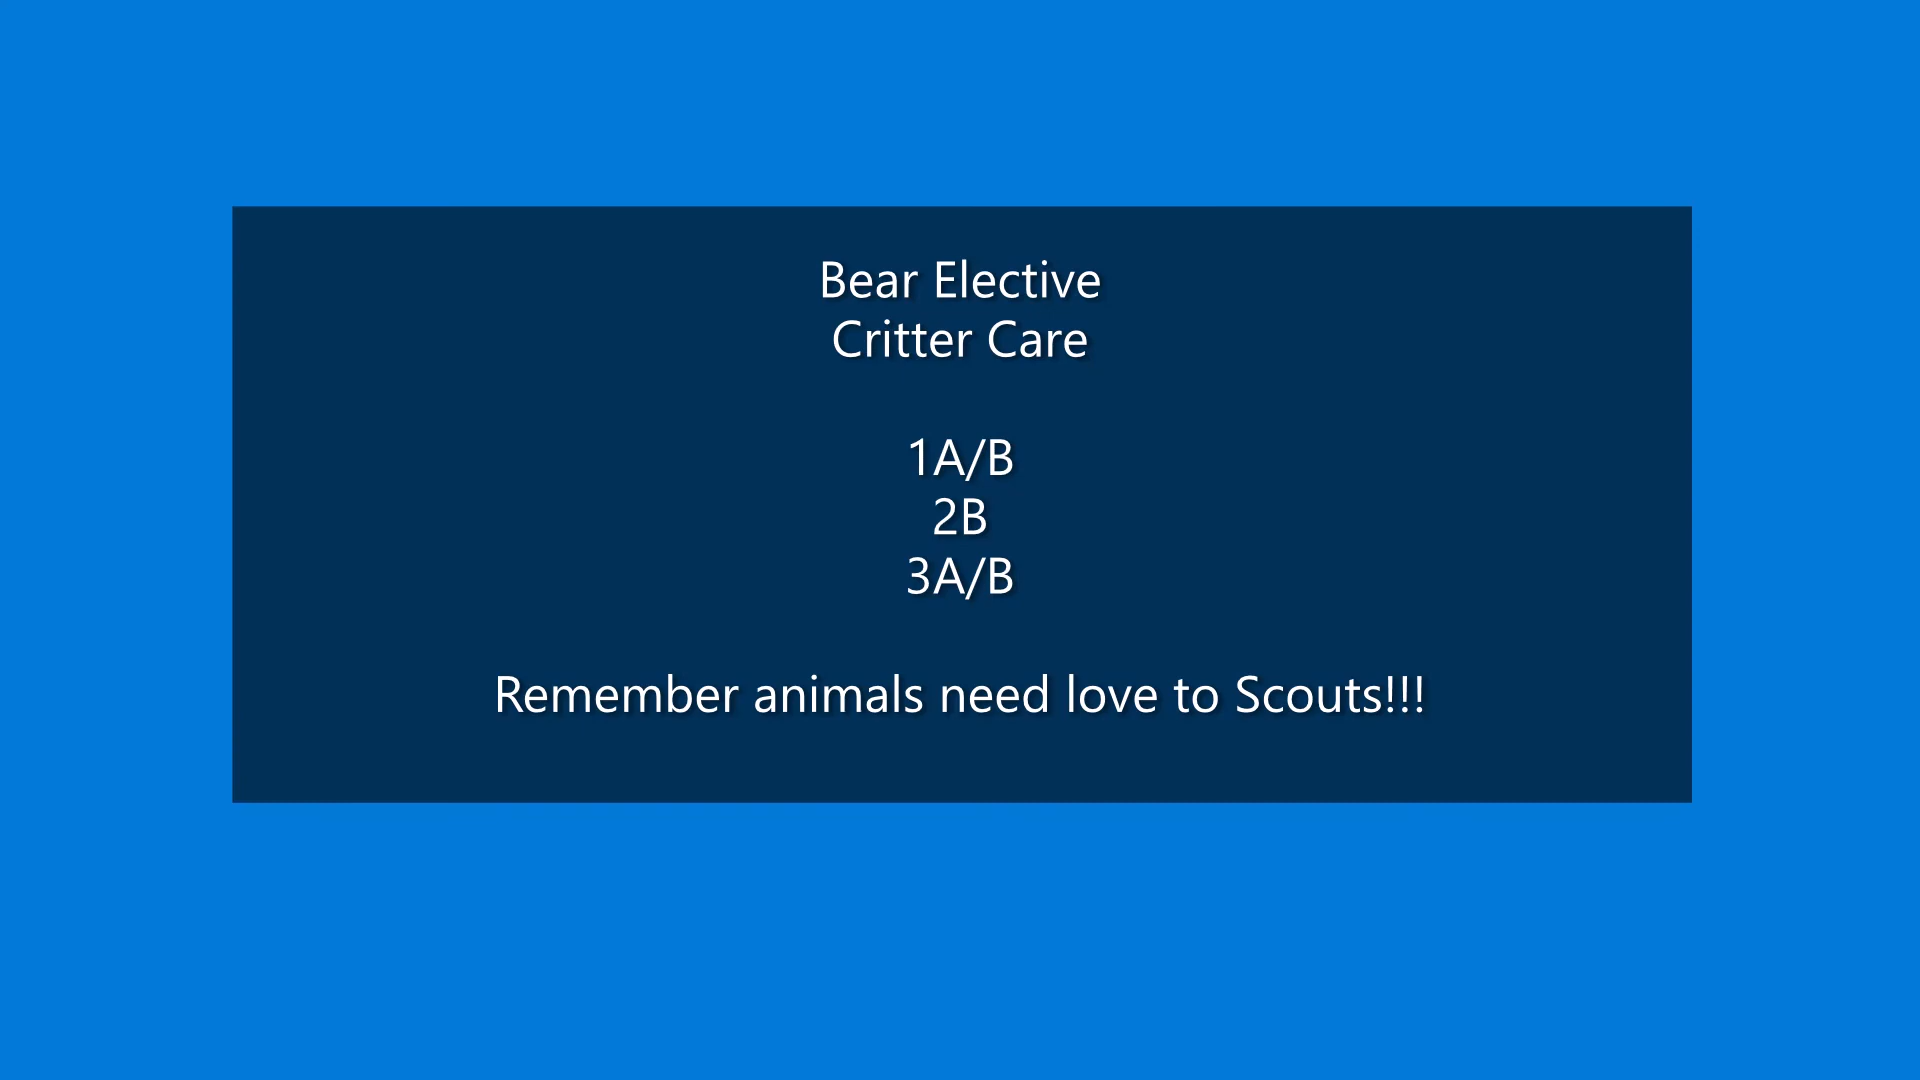 Bear Elective
Critter Care
1A/B
2B
3A/B
Remember animals need love to Scouts!!!